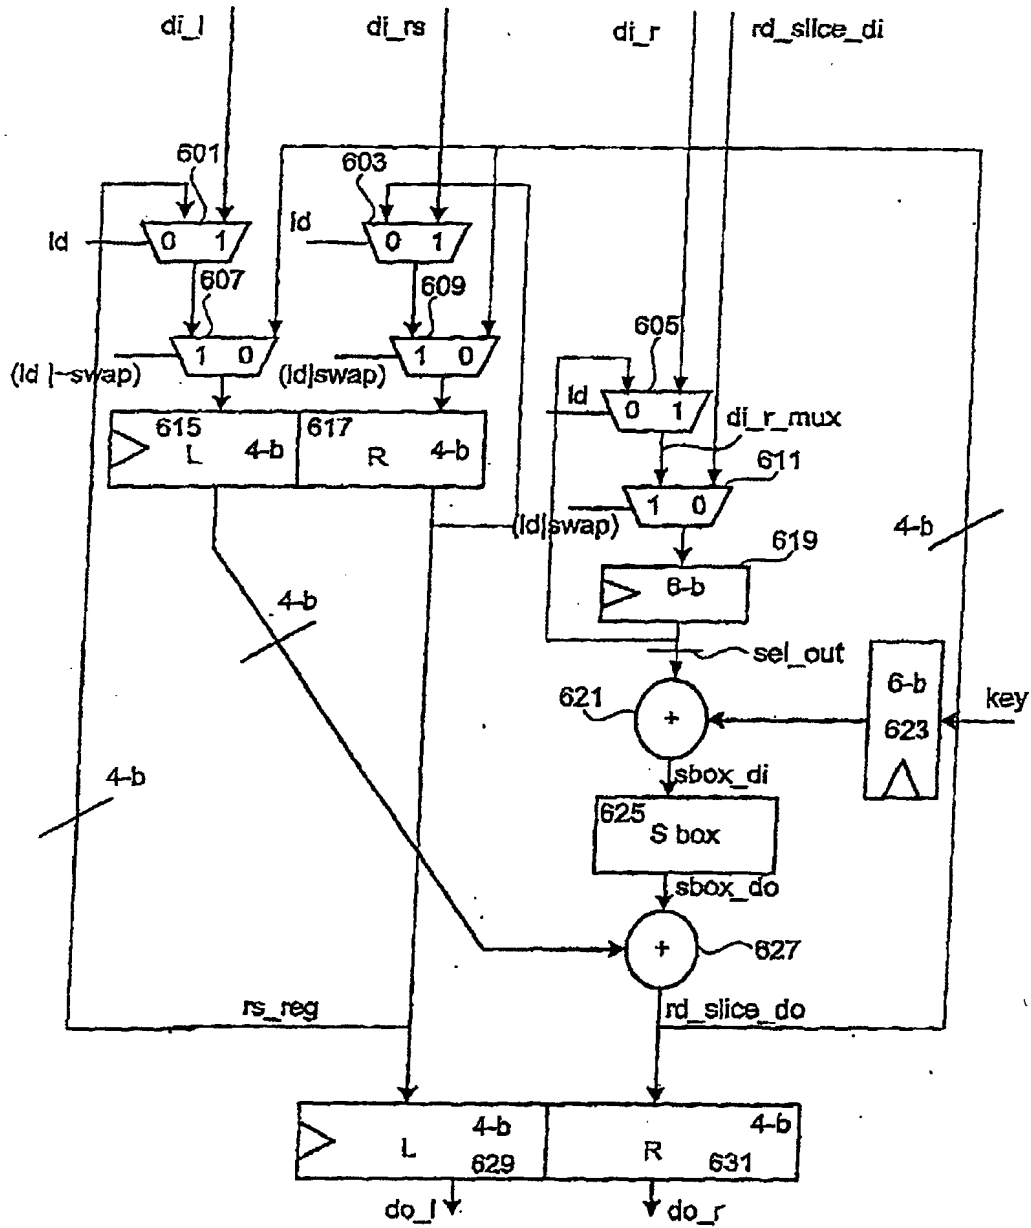 di_l
di_rs
di_r
rd_slice_di
601
603
ld
0 1
ld
0 1
607
609
605
(ld |~swap)
1 0
(ld|swap)
1 0
ld
0 1
di_r_mux
615
L
4-b
617
R
4-b
611
(ld|swap)
1 0
4-b
619
6-b
4-b
sel_out
621
+
6-b
623
key
4-b
sbox_di
625
S box
sbox_do
+
627
rs_reg
rd_slice_do
4-b
L
629
4-b
R
631
do_l
do_r